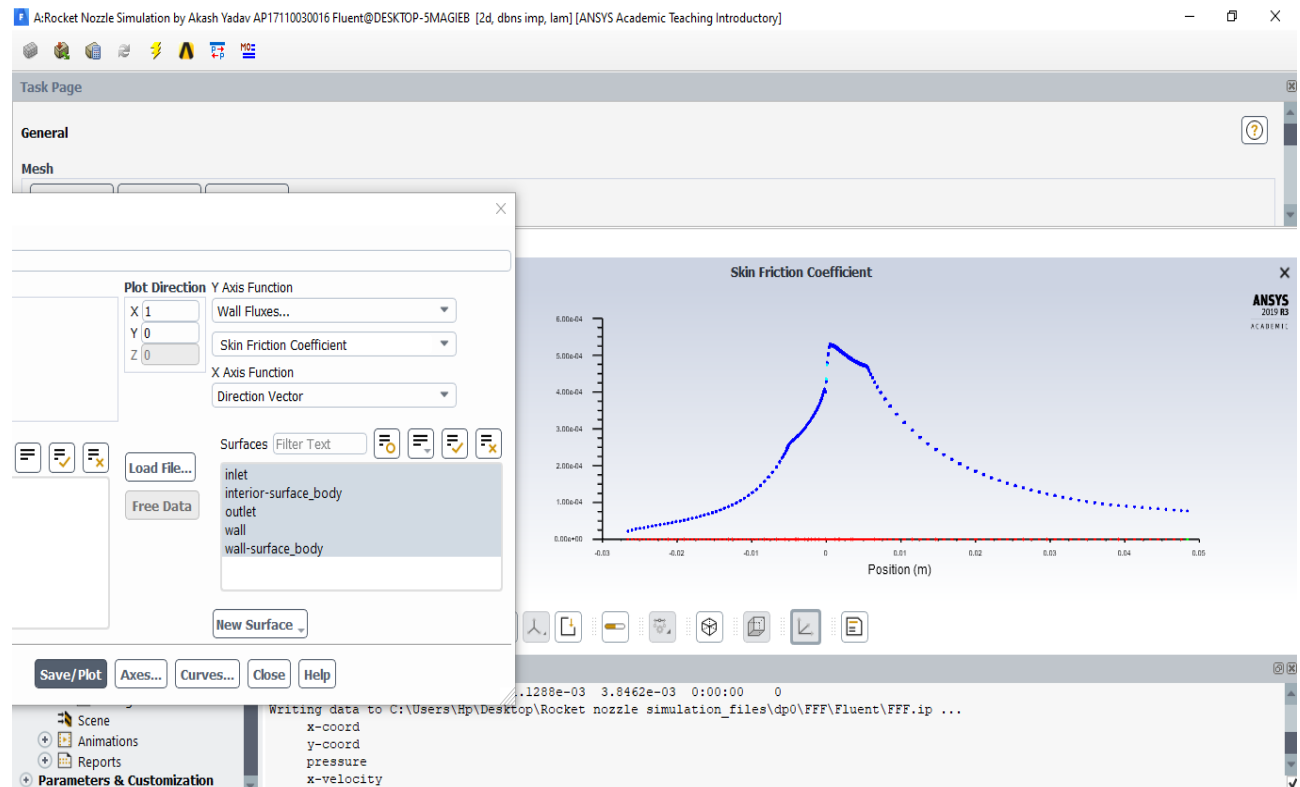 A:Rocket Nozzle Simulation by Akash Yadav AP17110030016 Fluent@DESKTOP-5MAGIEB [2d, dbns imp, lam] [ANSYS Academic Teaching Introductory]
Task Page
General
Mesh
Plot Direction
X 1
Y 0
Z 0
Y Axis Function
Wall Fluxes...
Skin Friction Coefficient
X Axis Function
Direction Vector
Load File...
Free Data
Surfaces Filter Text
inlet
interior-surface_body
outlet
wall
wall-surface_body
New Surface
Save/Plot Axes... Curves... Close Help
Skin Friction Coefficient
ANSYS
2019 R3
ACADEMIC
6.00e-04
5.00e-04
4.00e-04
3.00e-04
2.00e-04
1.00e-04
0.00e+00
-0.03 -0.02 -0.01 0 0.01 0.02 0.03 0.04 0.05
Position (m)
.1288e-03 3.8462e-03 0:00:00 0
Writing data to C:\Users\Hp\Desktop\Rocket nozzle simulation_files\dp0\FFF\Fluent\FFF.ip ...
x-coord
y-coord
pressure
x-velocity
Scene
Animations
Reports
Parameters & Customization